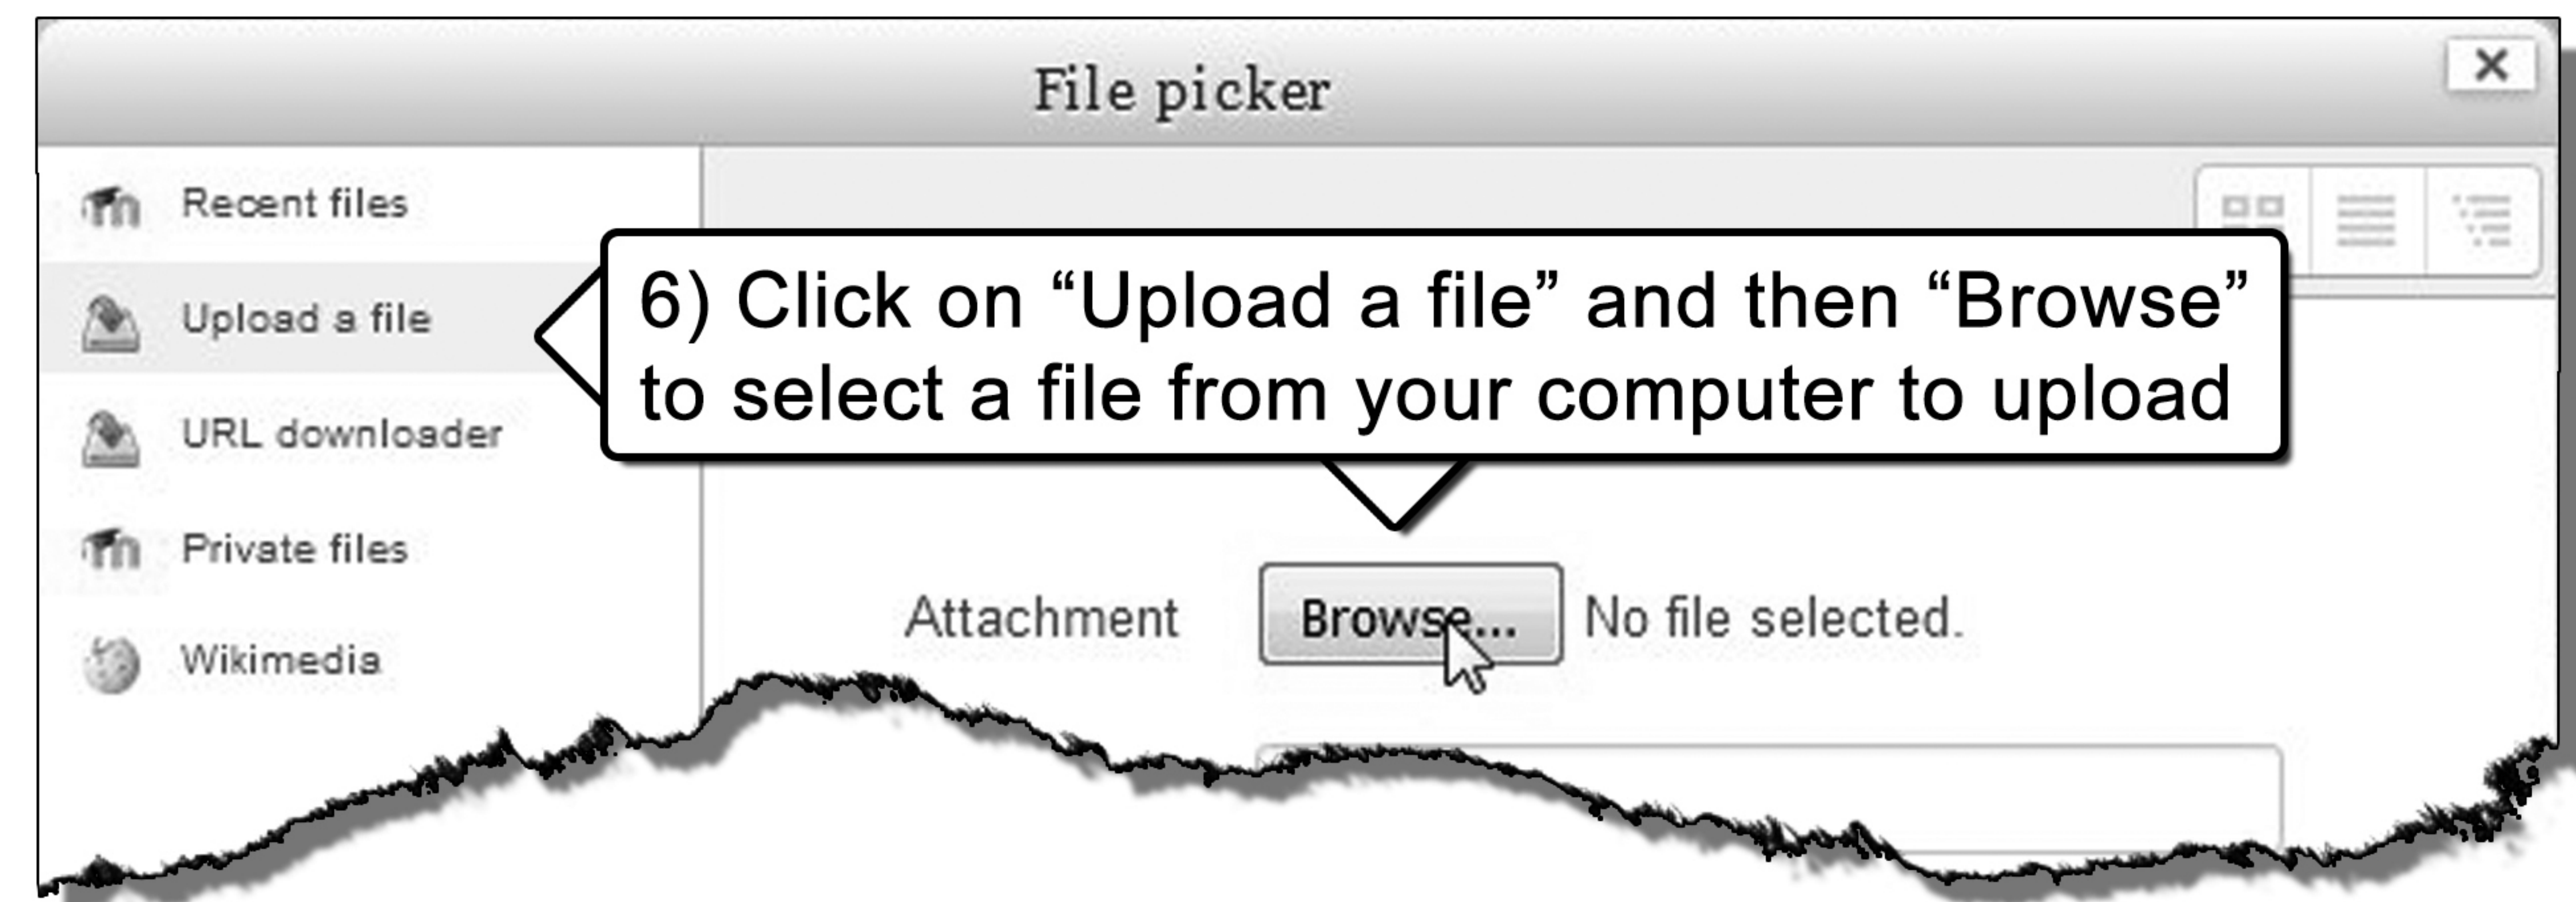 File picker
Recent files
Upload a file
URL downloader
Private files
Wikimedia
6) Click on “Upload a file” and then “Browse”
to select a file from your computer to upload
Attachment Browse... No file selected.